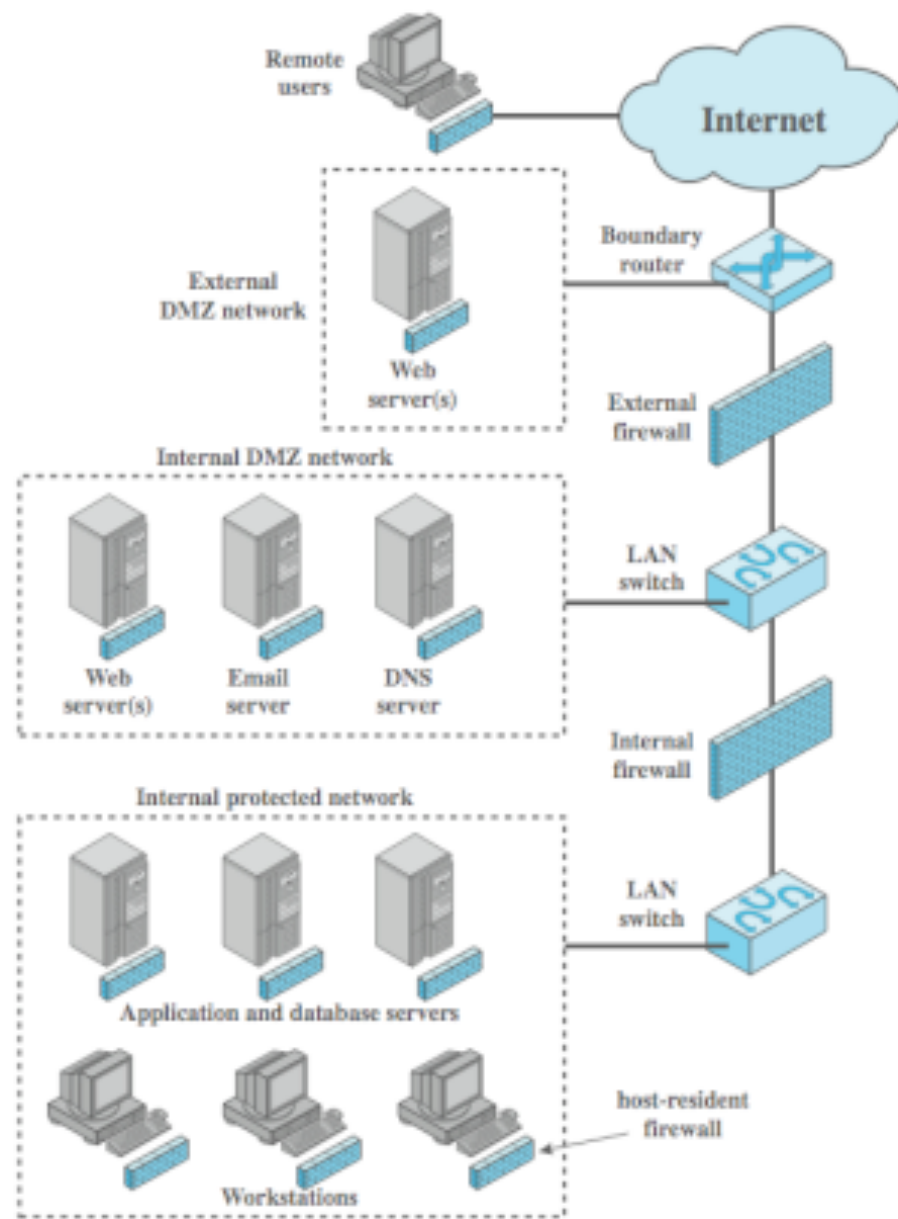 Remote
users
Internet
Boundary
router
External
DMZ network
Web
server(s)
External
firewall
Internal DMZ network
LAN
switch
Web
server(s)
Email
server
DNS
server
Internal
firewall
Internal protected network
LAN
switch
Application and database servers
host-resident
firewall
Workstations